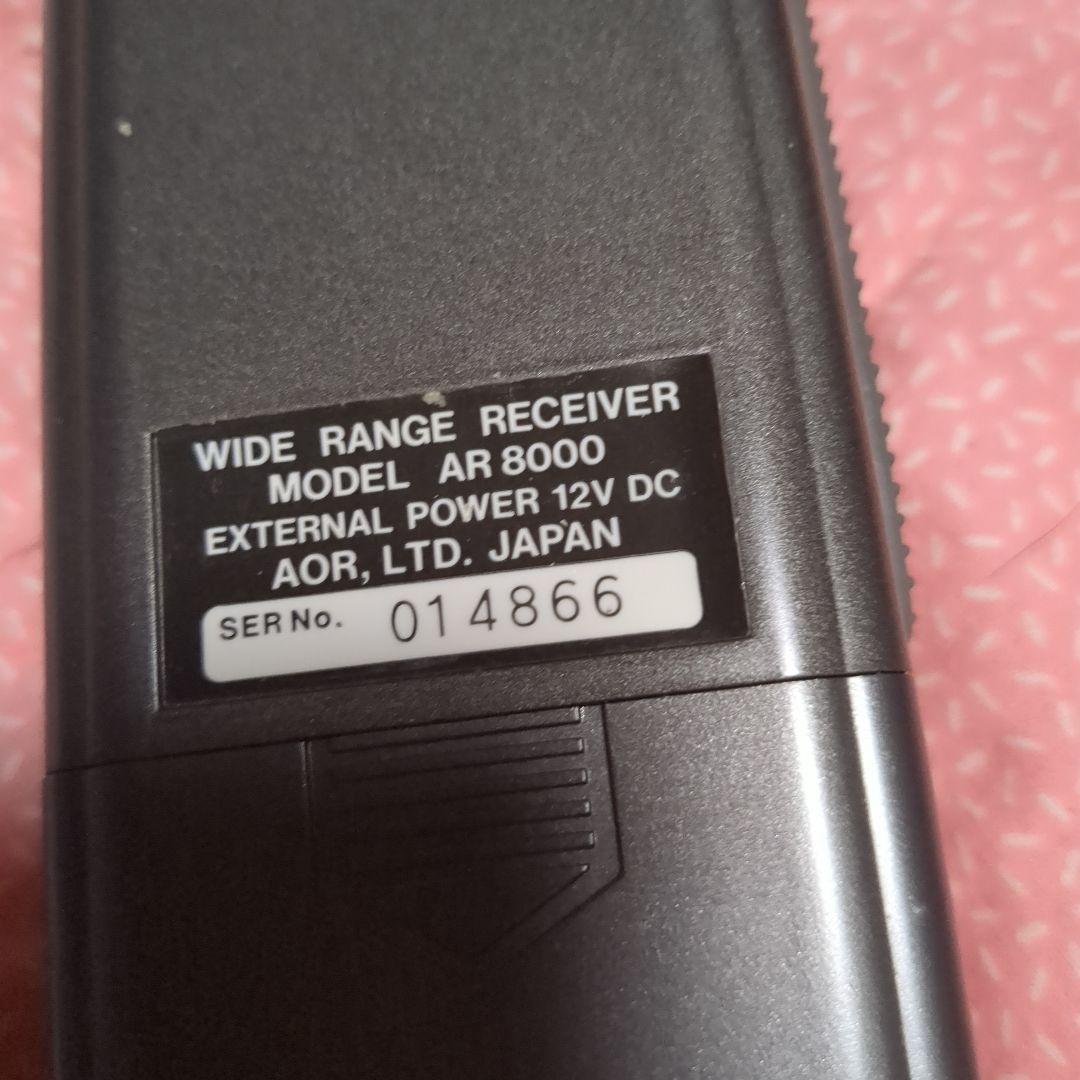 WIDE RANGE RECEIVER
MODEL AR 8000
EXTERNAL POWER 12V DC
AOR, LTD. JAPAN
SER No. 014866